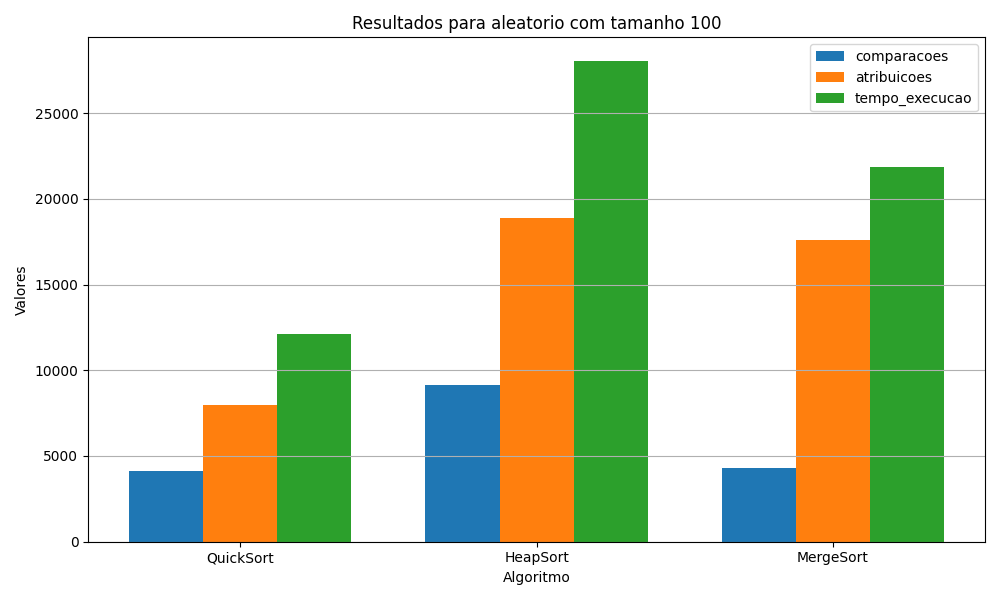 Resultados para aleatorio com tamanho 100
comparacoes
atribuicoes
tempo_execucao
Valores
25000
20000
15000
10000
5000
0
QuickSort
HeapSort
MergeSort
Algoritmo